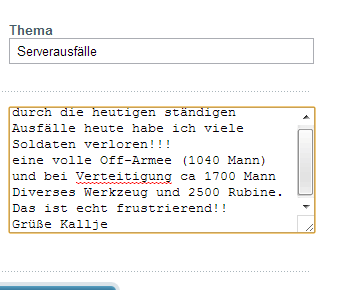 Thema
Serverausfälle
durch die heutigen ständigen
Ausfälle heute habe ich viele
Soldaten verloren!!!
eine volle Off-Armee (1040 Mann)
und bei Verteitigung ca 1700 Mann
Diverses Werkzeug und 2500 Rubine.
Das ist echt frustrierend!!
Grüße Kallje